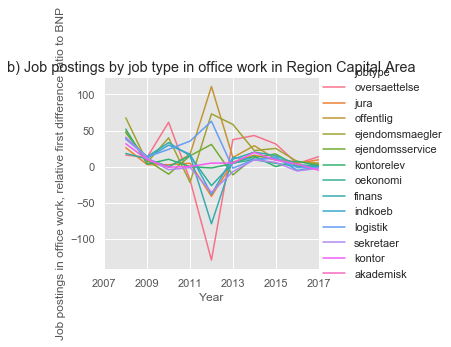 b) Job postings by job type in office work in Region Capital Area
Job postings in office work, relative first difference ratio to BNP
100
50
0
−50
−100
2007
2009
2011
2013
2015
2017
Year
jobtype
oversaettelse
jura
offentlig
ejendomsmaegler
ejendomsservice
kontorelev
oekonomi
finans
indkoeb
logistik
sekretaer
kontor
akademisk